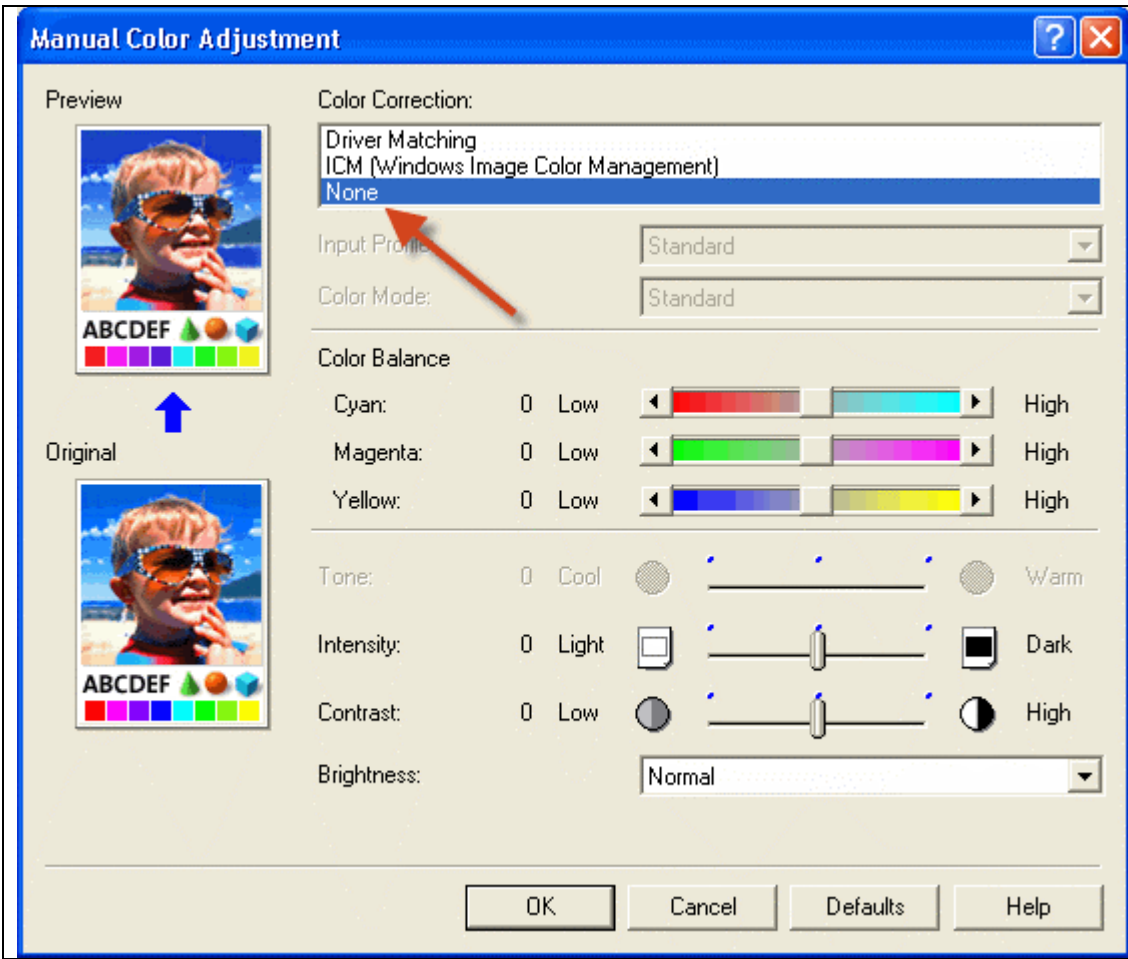 Manual Color Adjustment
Preview
ABCDEF
Original
ABCDEF
Color Correction:
Driver Matching
ICM (Windows Image Color Management)
None
Input Profile: Standard
Color Mode: Standard
Color Balance
Cyan: 0 Low High
Magenta: 0 Low High
Yellow: 0 Low High
Tone: 0 Cool Warm
Intensity: 0 Light Dark
Contrast: 0 Low High
Brightness: Normal
OK Cancel Defaults Help